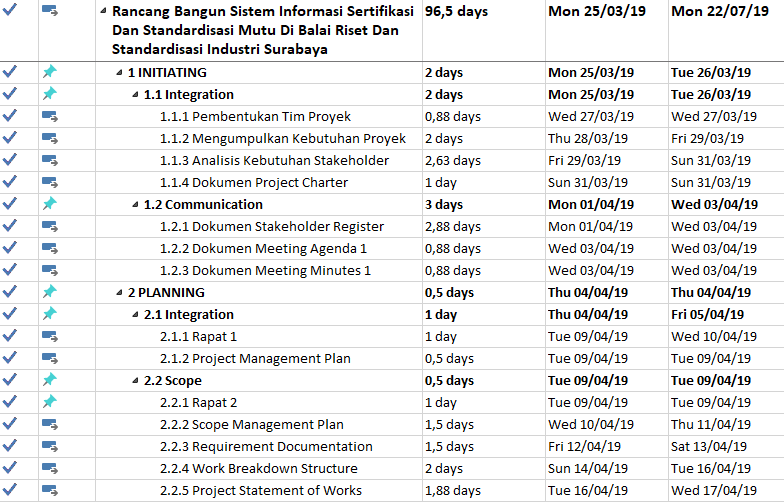 Rancang Bangun Sistem Informasi Sertifikasi 96,5 days Mon 25/03/19 Mon 22/07/19
Dan Standardisasi Mutu Di Balai Riset Dan
Standardisasi Industri Surabaya
1 INITIATING 2 days Mon 25/03/19 Tue 26/03/19
1.1 Integration 2 days Mon 25/03/19 Tue 26/03/19
1.1.1 Pembentukan Tim Proyek 0,88 days Wed 27/03/19 Wed 27/03/19
1.1.2 Mengumpulkan Kebutuhan Proyek 2 days Thu 28/03/19 Fri 29/03/19
1.1.3 Analisis Kebutuhan Stakeholder 2,63 days Fri 29/03/19 Sun 31/03/19
1.1.4 Dokumen Project Charter 1 day Sun 31/03/19 Sun 31/03/19
1.2 Communication 3 days Mon 01/04/19 Wed 03/04/19
1.2.1 Dokumen Stakeholder Register 2,88 days Mon 01/04/19 Wed 03/04/19
1.2.2 Dokumen Meeting Agenda 1 0,88 days Wed 03/04/19 Wed 03/04/19
1.2.3 Dokumen Meeting Minutes 1 0,88 days Wed 03/04/19 Wed 03/04/19
2 PLANNING 0,5 days Thu 04/04/19 Thu 04/04/19
2.1 Integration 1 day Thu 04/04/19 Fri 05/04/19
2.1.1 Rapat 1 1 day Tue 09/04/19 Wed 10/04/19
2.1.2 Project Management Plan 0,5 days Tue 09/04/19 Tue 09/04/19
2.2 Scope 0,5 days Tue 09/04/19 Tue 09/04/19
2.2.1 Rapat 2 1 day Tue 09/04/19 Tue 09/04/19
2.2.2 Scope Management Plan 1,5 days Wed 10/04/19 Thu 11/04/19
2.2.3 Requirement Documentation 1,5 days Fri 12/04/19 Sat 13/04/19
2.2.4 Work Breakdown Structure 2 days Sun 14/04/19 Tue 16/04/19
2.2.5 Project Statement of Works 1,88 days Tue 16/04/19 Wed 17/04/19